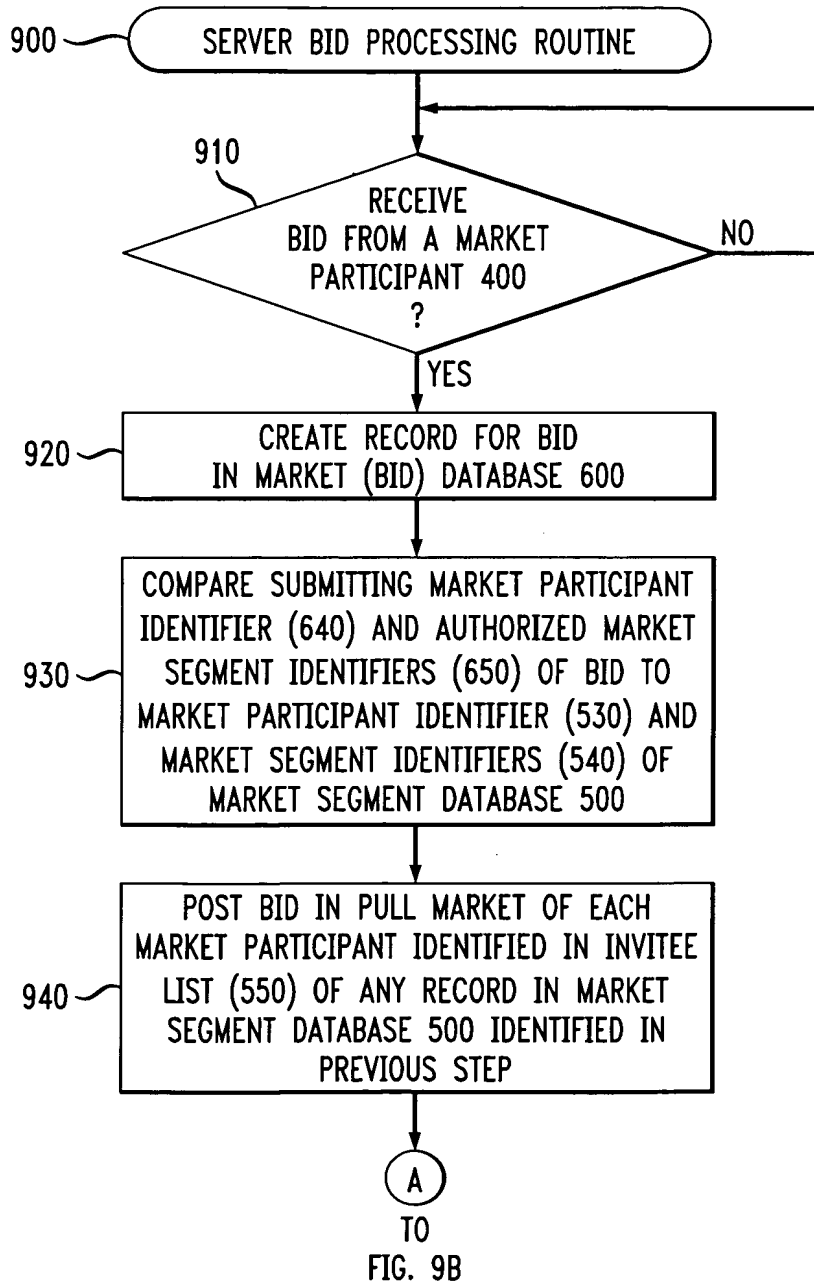 900
SERVER BID PROCESSING ROUTINE
910
RECEIVE
BID FROM A MARKET
PARTICIPANT 400
?
NO
YES
920
CREATE RECORD FOR BID
IN MARKET (BID) DATABASE 600
930
COMPARE SUBMITTING MARKET PARTICIPANT
IDENTIFIER (640) AND AUTHORIZED MARKET
SEGMENT IDENTIFIERS (650) OF BID TO
MARKET PARTICIPANT IDENTIFIER (530) AND
MARKET SEGMENT IDENTIFIERS (540) OF
MARKET SEGMENT DATABASE 500
940
POST BID IN PULL MARKET OF EACH
MARKET PARTICIPANT IDENTIFIED IN INVITEE
LIST (550) OF ANY RECORD IN MARKET
SEGMENT DATABASE 500 IDENTIFIED IN
PREVIOUS STEP
A
TO
FIG. 9B